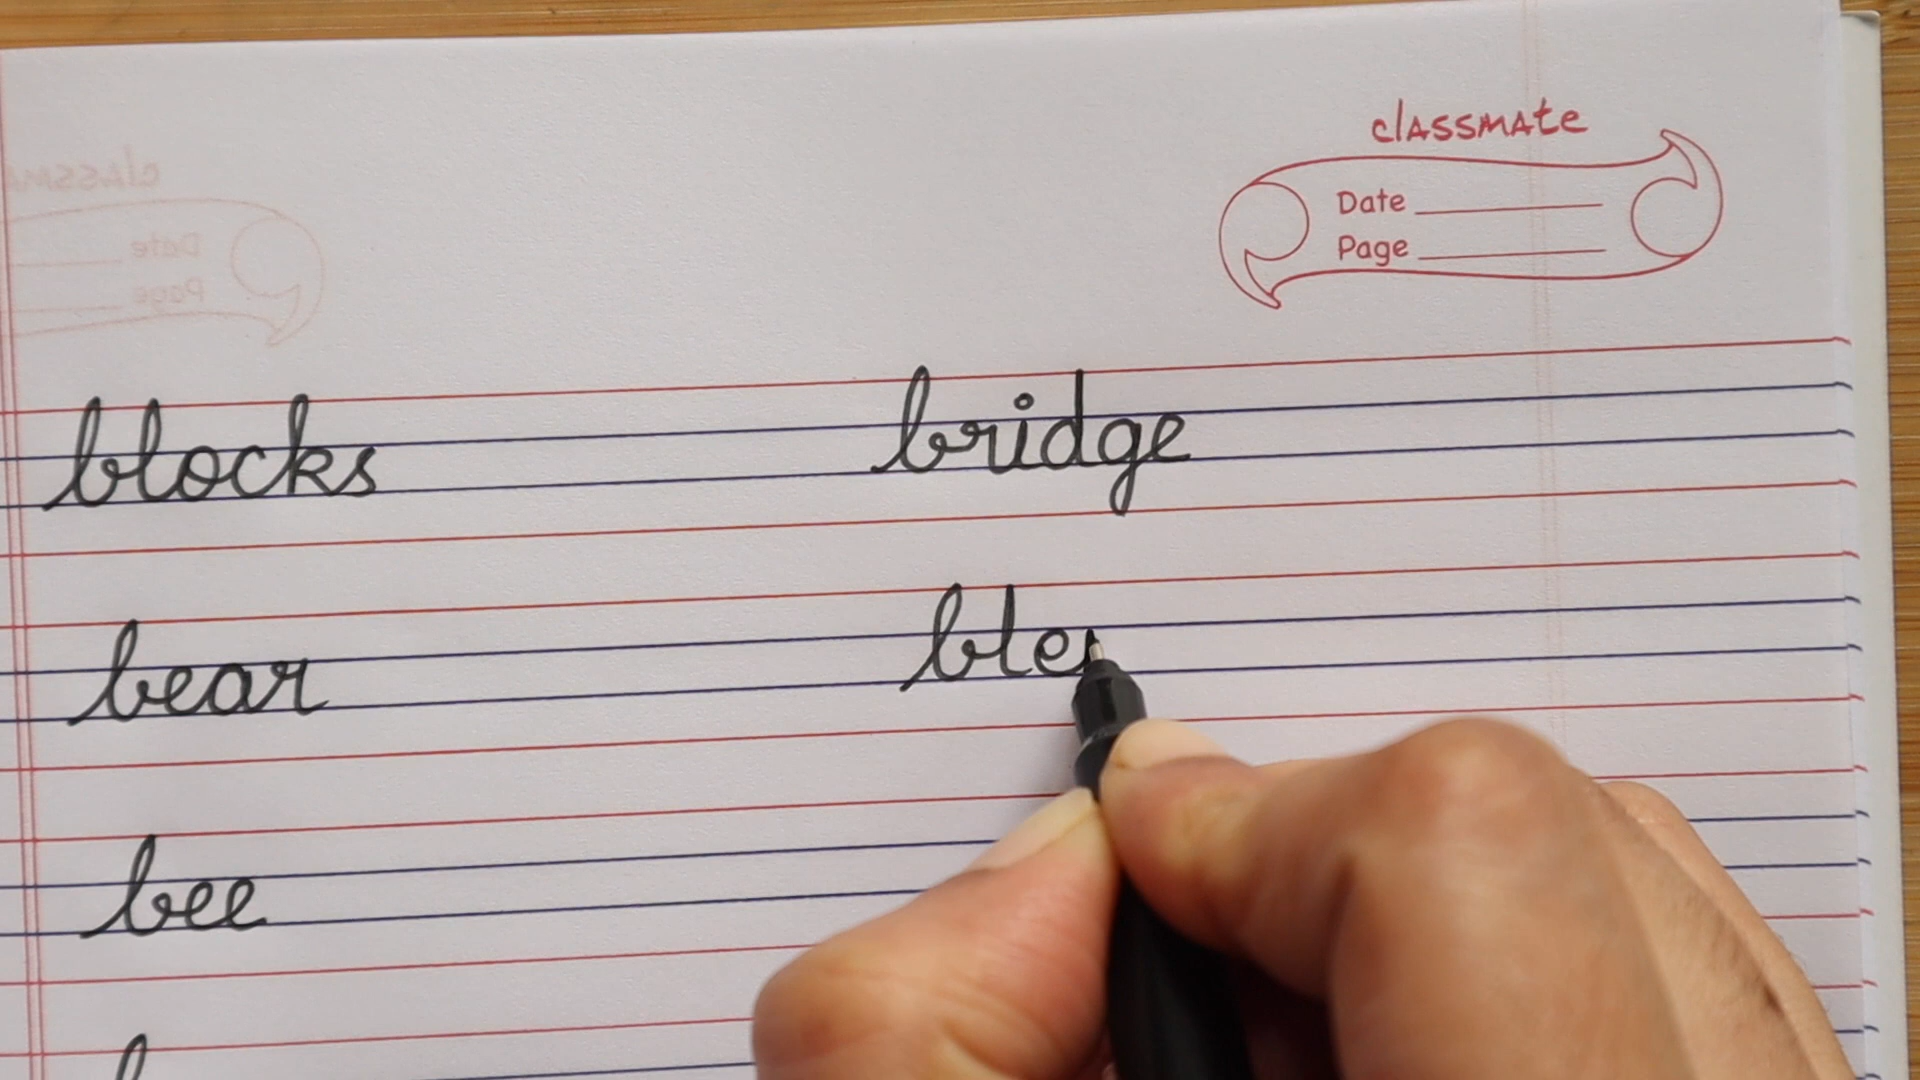 classmate
Date
Page
blocks bridge
bear ble
bee
b